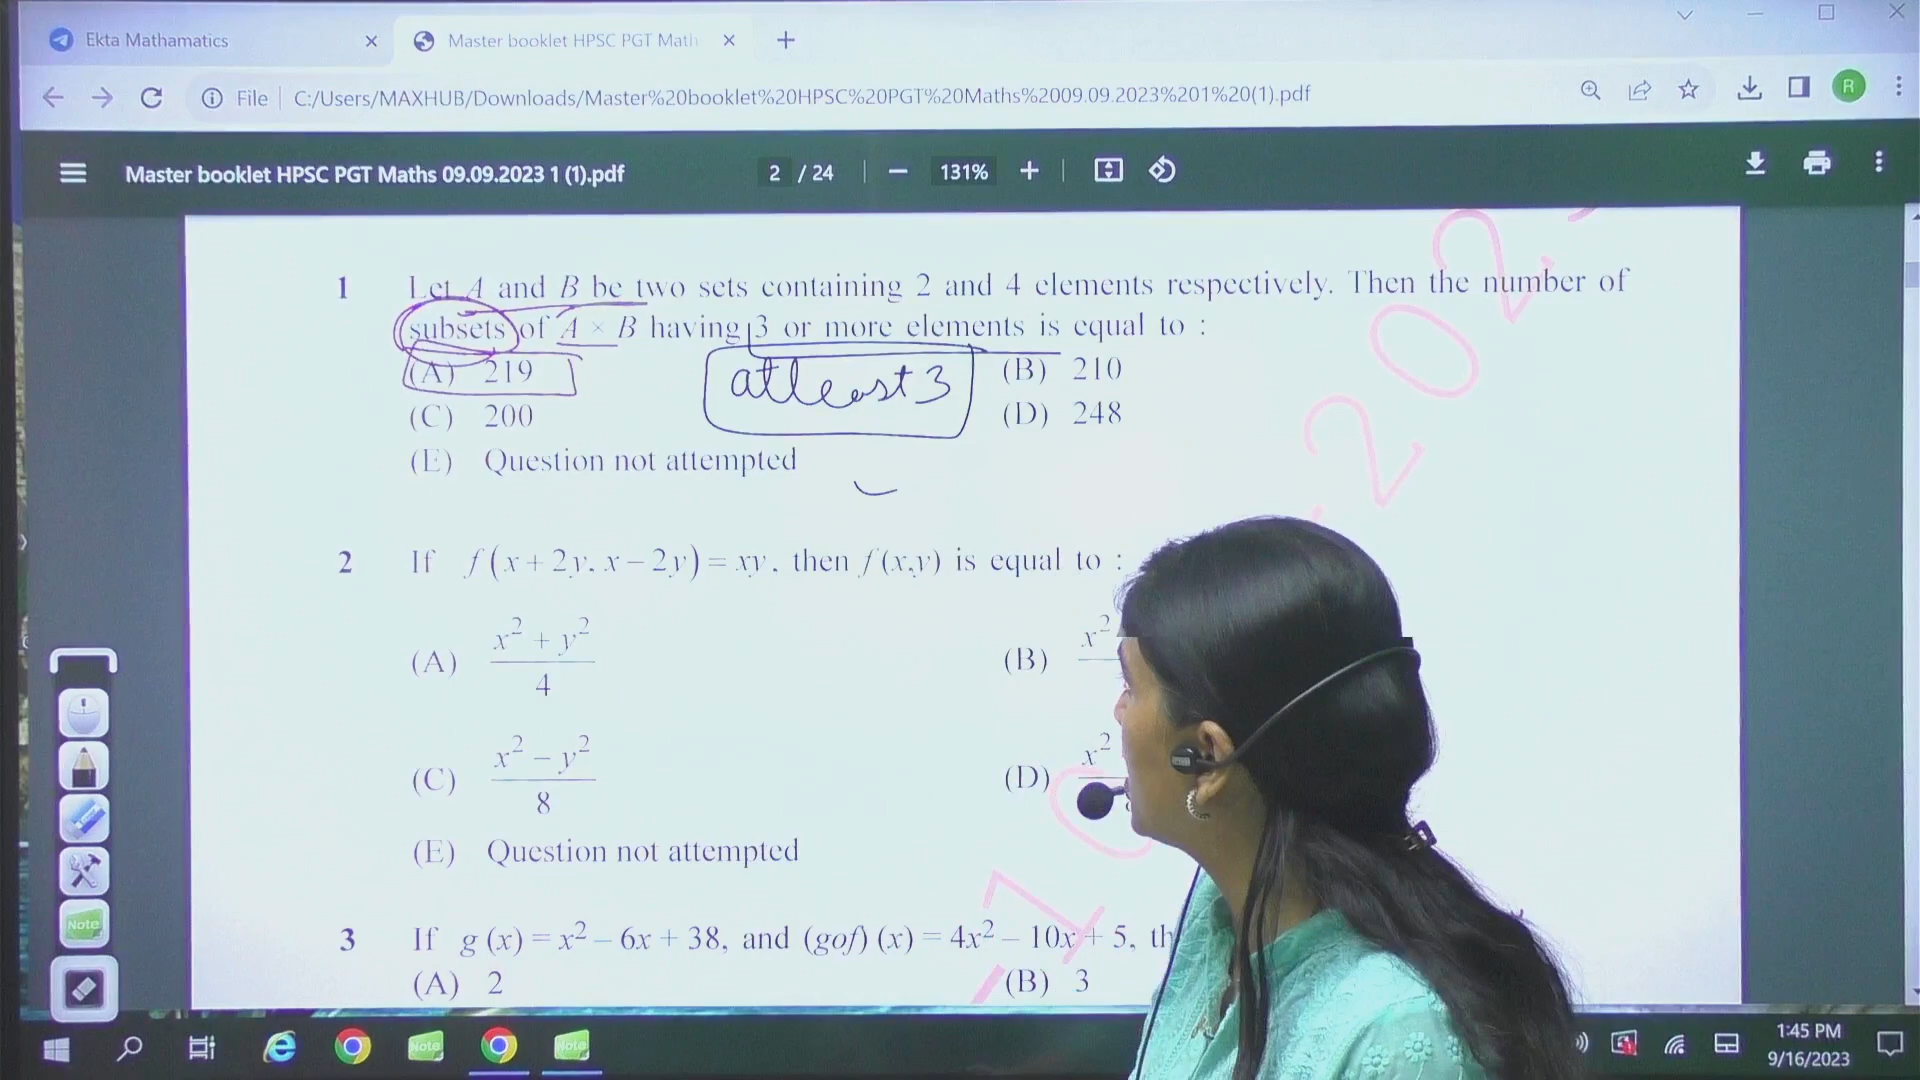 Ekta Mathamatics
Master booklet HPSC PGT Math
File
C:/Users/MAXHUB/Downloads/Master%20booklet%20HPSC%20PGT%20Maths%2009.09.2023%201%20(1).pdf
R
Master booklet HPSC PGT Maths 09.09.2023 1 (1).pdf
2 / 24
131%
1 Let A and B be two sets containing 2 and 4 elements respectively. Then the number of
subsets of A × B having 3 or more elements is equal to :
(A) 219
(B) 210
atleast 3
(C) 200
(D) 248
(E) Question not attempted
2 If f(x+2y, x−2y)=xy, then f(x,y) is equal to :
(A) x² + y² / 4
(B) x²
(C) x² − y² / 8
(D) x²
(E) Question not attempted
3 If g (x) = x² – 6x + 38, and (gof) (x) = 4x² – 10x + 5, th
(A) 2
(B) 3
Note
Note
Note
1:45 PM
9/16/2023